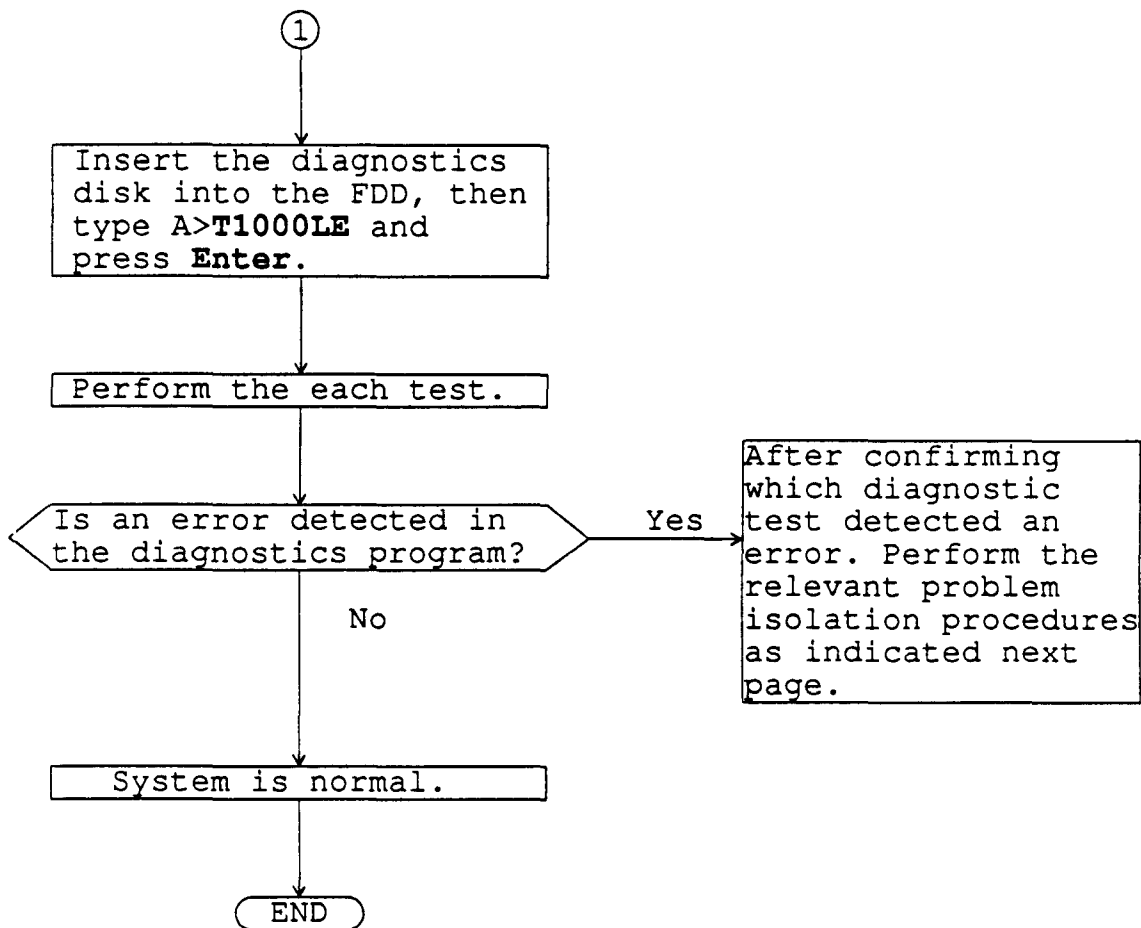 1
Insert the diagnostics
disk into the FDD, then
type A>T1000LE and
press Enter.
Perform the each test.
Is an error detected in
the diagnostics program?
Yes
After confirming
which diagnostic
test detected an
error. Perform the
relevant problem
isolation procedures
as indicated next
page.
No
System is normal.
END